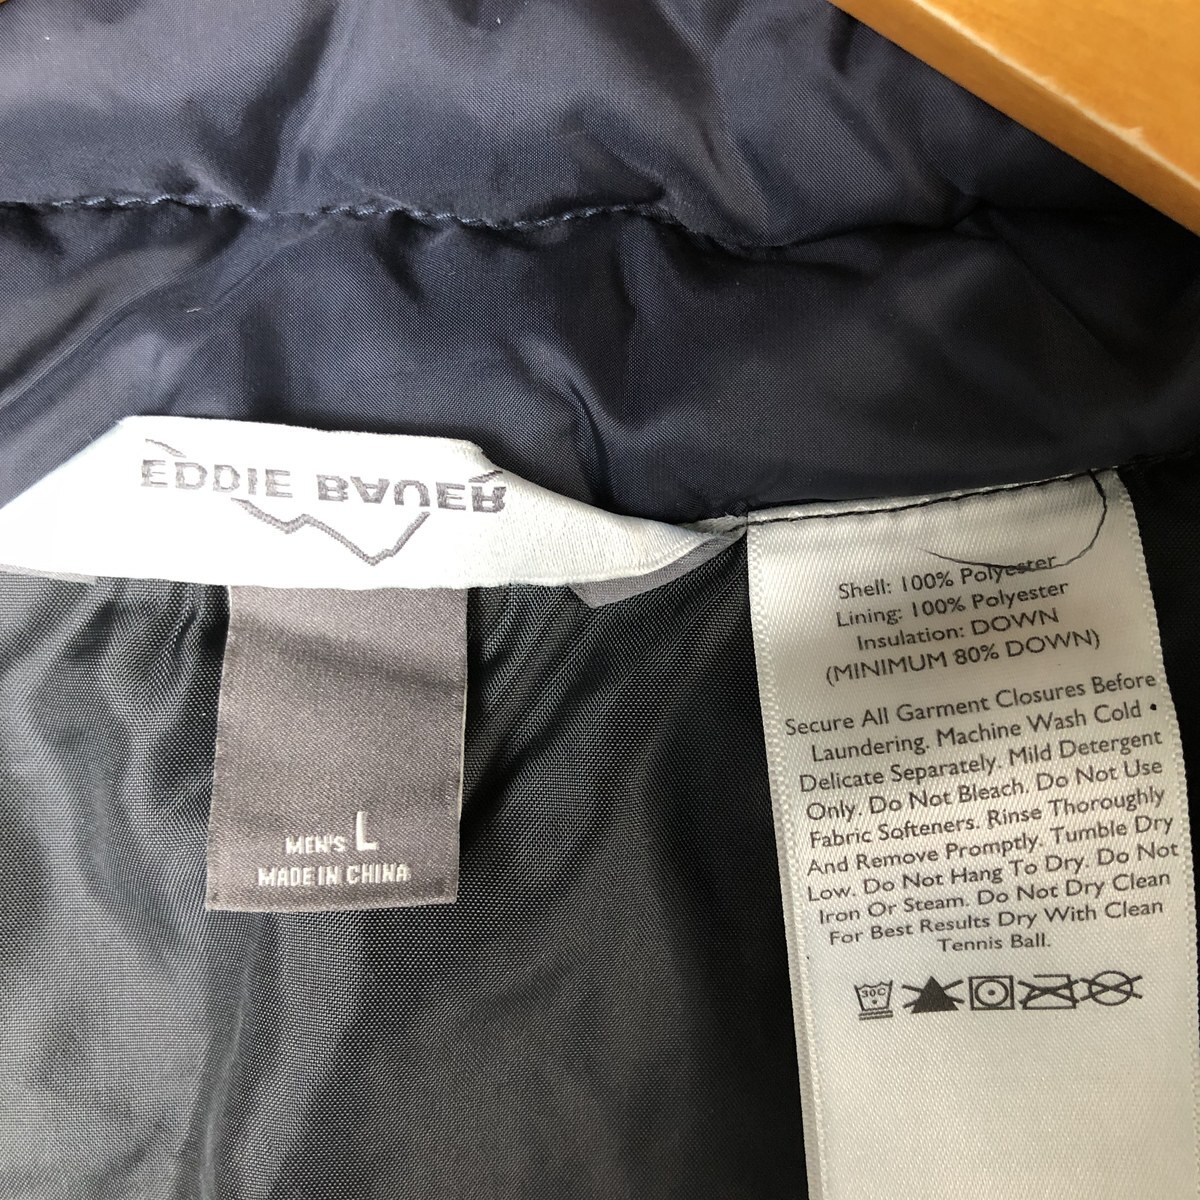 EDDIE BAUER
MEN'S L
MADE IN CHINA
Shell: 100% Polyester
Lining: 100% Polyester
Insulation: DOWN
(MINIMUM 80% DOWN)
Secure All Garment Closures Before
Laundering. Machine Wash Cold •
Delicate Separately. Mild Detergent
Only. Do Not Bleach. Do Not Use
Fabric Softeners. Rinse Thoroughly
And Remove Promptly. Tumble Dry
Low. Do Not Hang To Dry. Do Not
Iron Or Steam. Do Not Dry Clean
For Best Results Dry With Clean
Tennis Ball.
30C